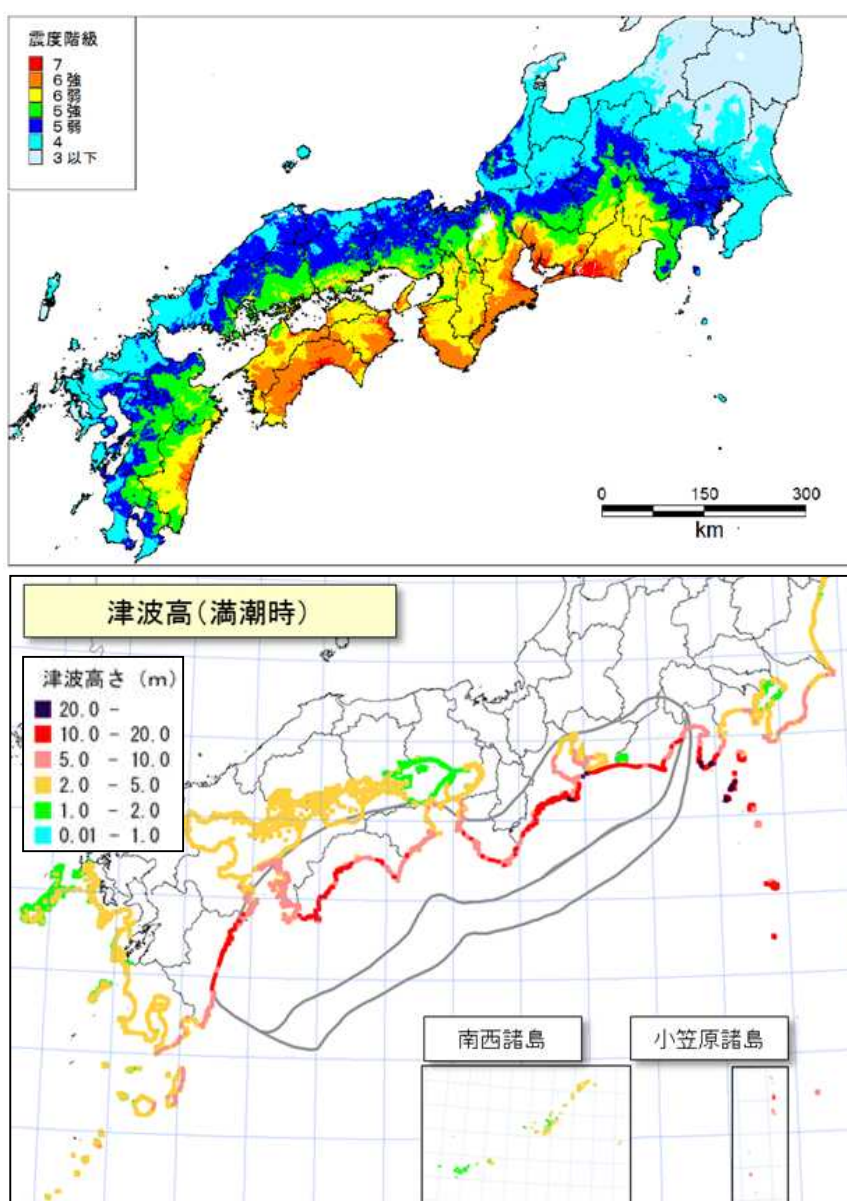 震度階級
7
6強
6弱
5強
5弱
4
3以下
0 150 300
km
津波高(満潮時)
津波高さ (m)
20.0 -
10.0 - 20.0
5.0 - 10.0
2.0 - 5.0
1.0 - 2.0
0.01 - 1.0
南西諸島
小笠原諸島